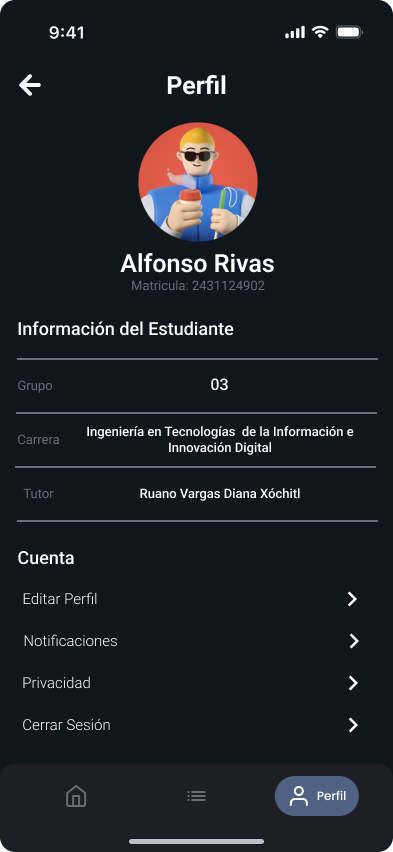 9:41
Perfil
Alfonso Rivas
Matricula: 2431124902
Información del Estudiante
Grupo 03
Carrera Ingeniería en Tecnologías de la Información e
Innovación Digital
Tutor Ruano Vargas Diana Xóchitl
Cuenta
Editar Perfil
Notificaciones
Privacidad
Cerrar Sesión
Perfil